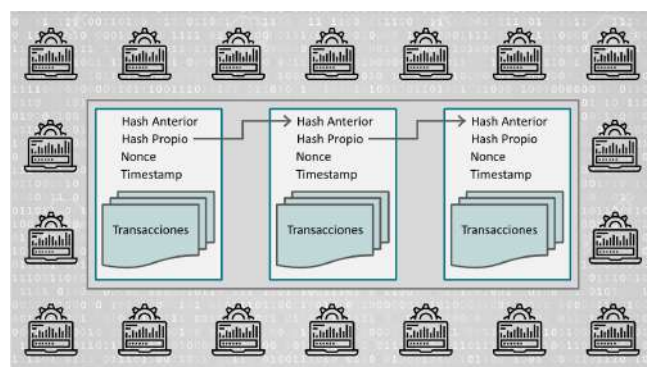 Hash Anterior
Hash Propio
Nonce
Timestamp
Transacciones
Hash Anterior
Hash Propio
Nonce
Timestamp
Transacciones
Hash Anterior
Hash Propio
Nonce
Timestamp
Transacciones